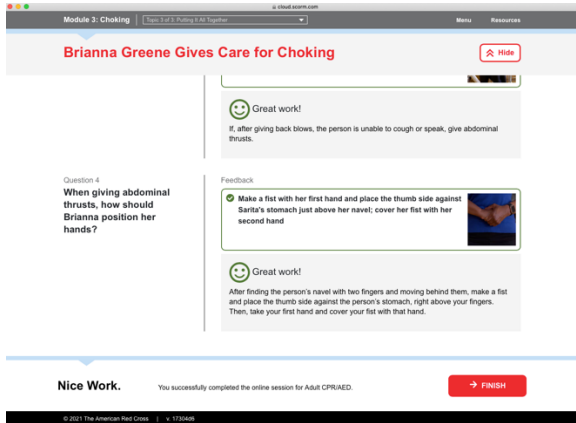 cloud.scorm.com
Module 3: Choking
Topic 3 of 3: Pulling It All Together
Menu
Resources
Brianna Greene Gives Care for Choking
Hide
Great work!
If, after giving back blows, the person is unable to cough or speak, give abdominal
thrusts.
Question 4
When giving abdominal
thrusts, how should
Brianna position her
hands?
Feedback
Make a fist with her first hand and place the thumb side against
Sarita's stomach just above her navel; cover her fist with her
second hand
Great work!
After finding the person's navel with two fingers and moving behind them, make a fist
and place the thumb side against the person's stomach, right above your fingers.
Then, take your first hand and cover your fist with that hand.
Nice Work.
You successfully completed the online session for Adult CPR/AED.
FINISH
© 2021 The American Red Cross | v. 17304d6